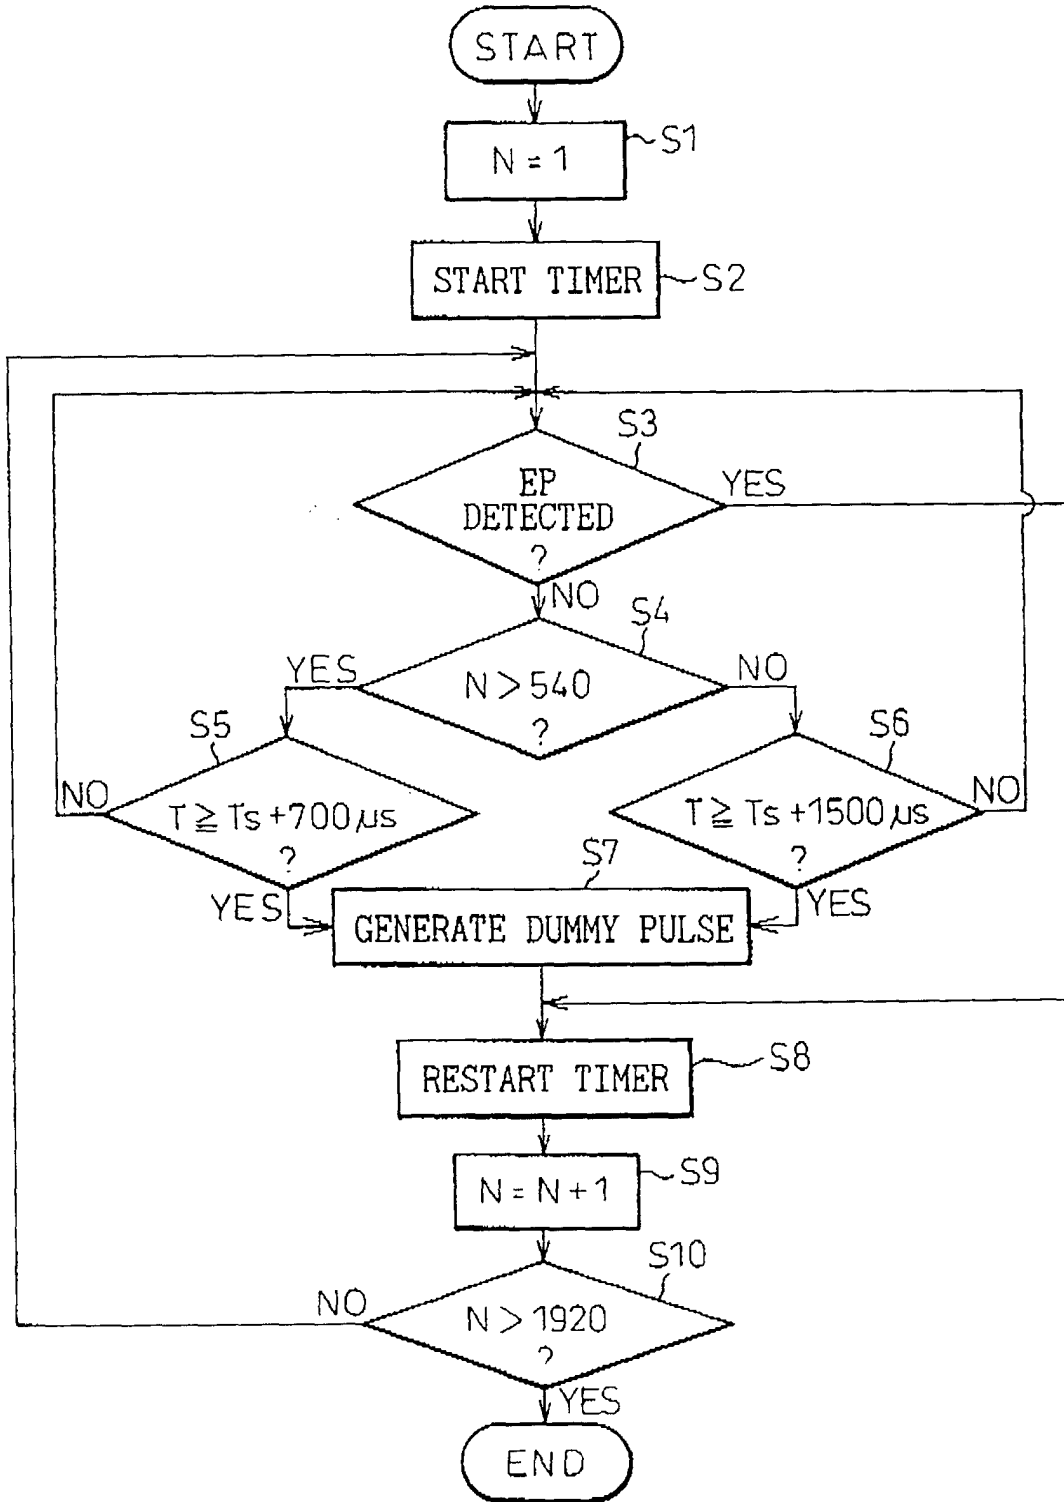 START
N = 1
S1
START TIMER
S2
S3
EP
DETECTED
?
YES
NO
S4
YES
N > 540
?
NO
S5
S6
NO
T ≧ Ts + 700 μs
?
T ≧ Ts + 1500 μs
?
NO
S7
YES
GENERATE DUMMY PULSE
YES
RESTART TIMER
S8
N = N + 1
S9
S10
NO
N > 1920
?
YES
END